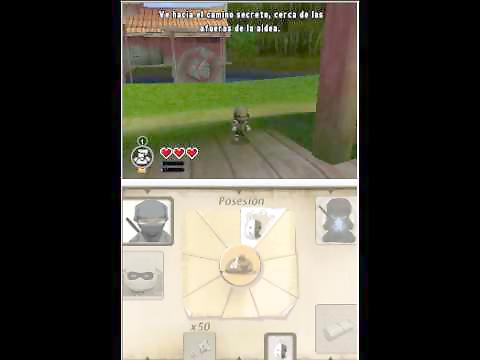 Ve hacia el camino secreto, cerca de las
afueras de la aldea.
Posesión
x50